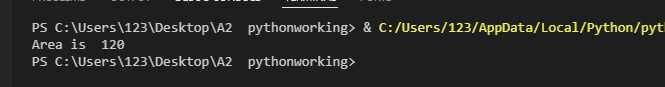 PS C:\Users\123\Desktop\A2  pythonworking> & C:/Users/123/AppData/Local/Python/pyt
Area is  120
PS C:\Users\123\Desktop\A2  pythonworking>